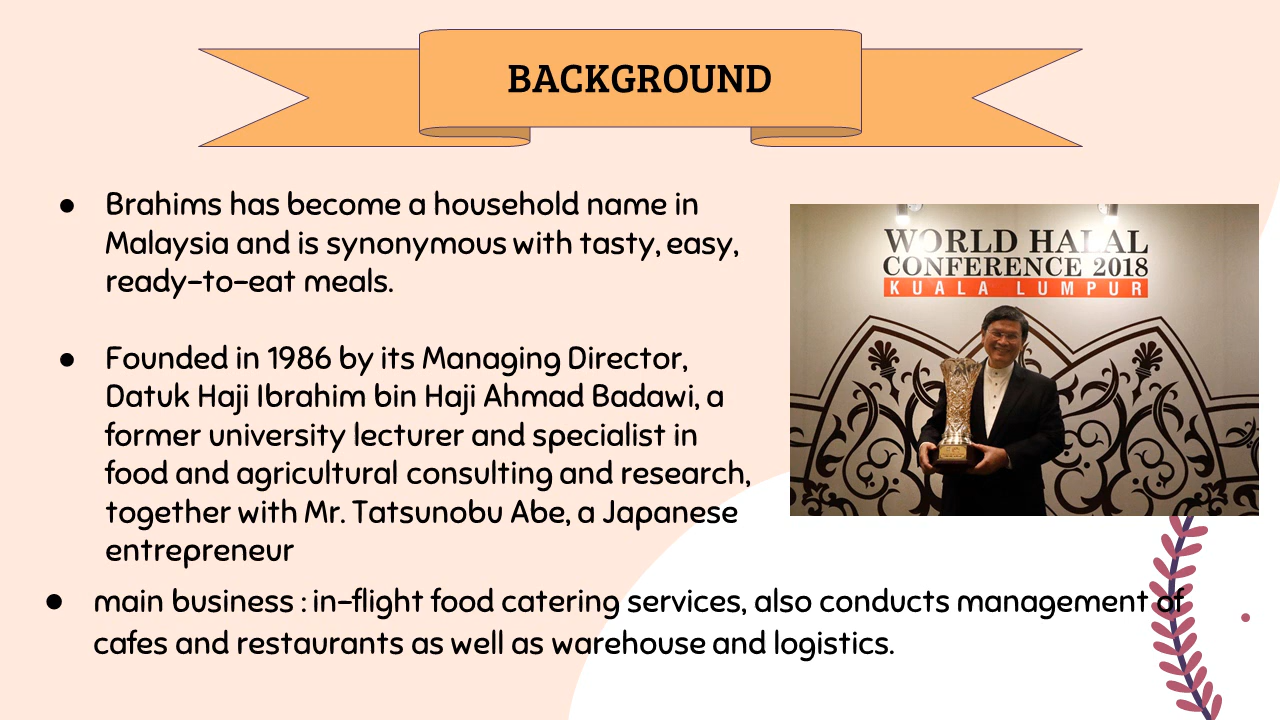 BACKGROUND
● Brahims has become a household name in
Malaysia and is synonymous with tasty, easy,
ready-to-eat meals.
● Founded in 1986 by its Managing Director,
Datuk Haji Ibrahim bin Haji Ahmad Badawi, a
former university lecturer and specialist in
food and agricultural consulting and research,
together with Mr. Tatsunobu Abe, a Japanese
entrepreneur
● main business : in-flight food catering services, also conducts management of
cafes and restaurants as well as warehouse and logistics.
WORLD HALAL
CONFERENCE 2018
KUALA LUMPUR